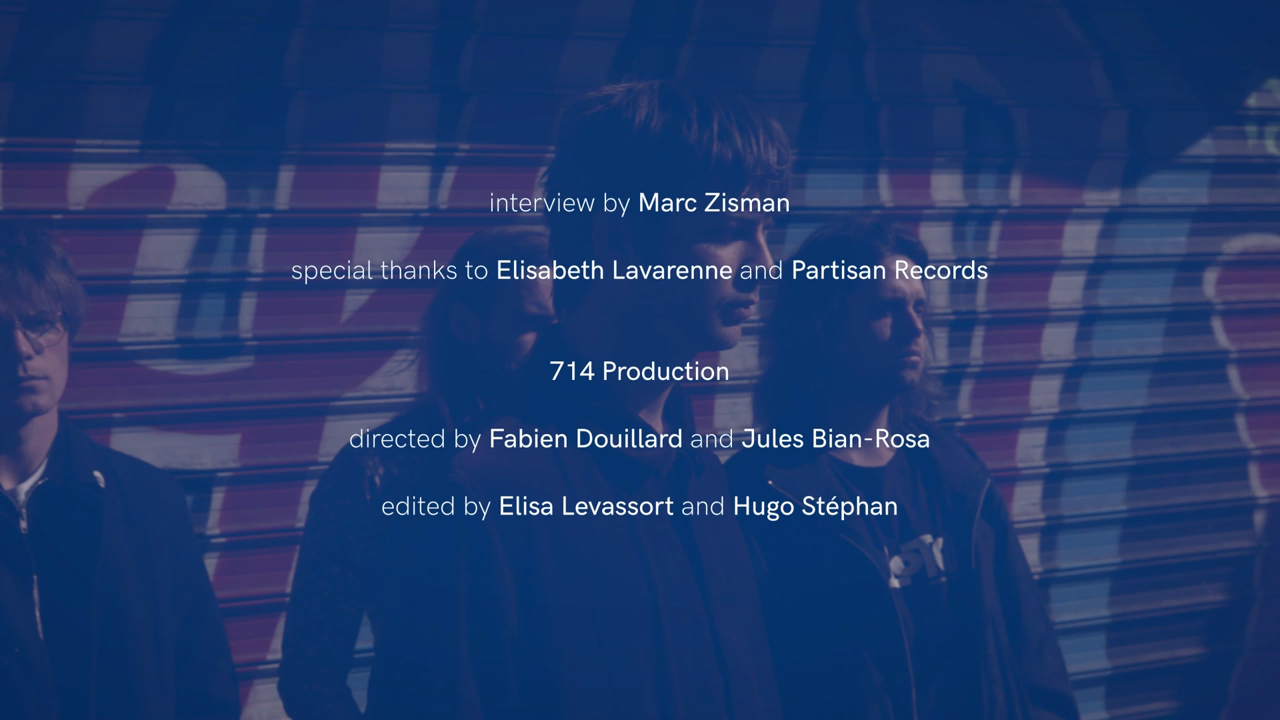 interview by Marc Zisman
special thanks to Elisabeth Lavarenne and Partisan Records
714 Production
directed by Fabien Douillard and Jules Bian-Rosa
edited by Elisa Levassort and Hugo Stéphan